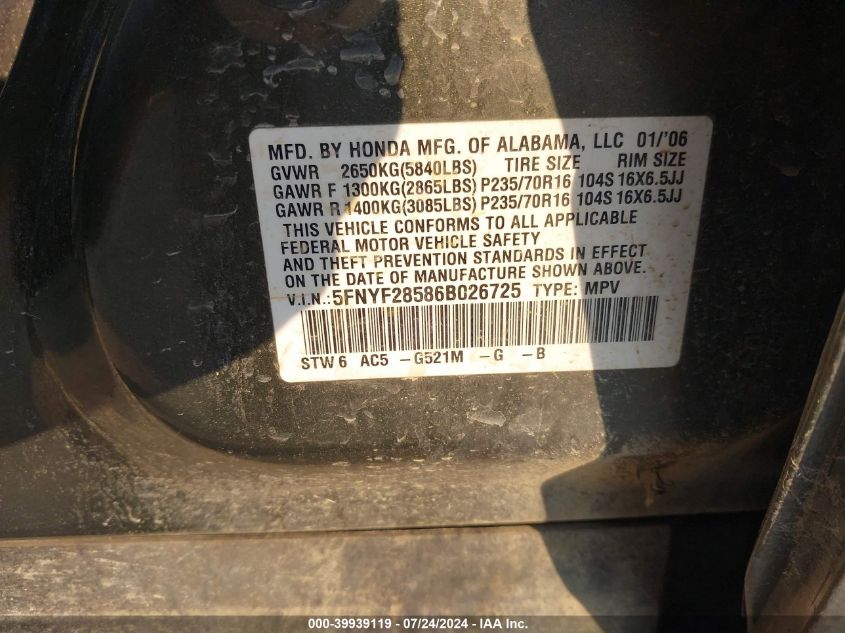 MFD. BY HONDA MFG. OF ALABAMA, LLC 01/'06
GVWR 2650KG(5840LBS) TIRE SIZE RIM SIZE
GAWR F 1300KG(2865LBS) P235/70R16 104S 16X6.5JJ
GAWR R 1400KG(3085LBS) P235/70R16 104S 16X6.5JJ
THIS VEHICLE CONFORMS TO ALL APPLICABLE
FEDERAL MOTOR VEHICLE SAFETY
AND THEFT PREVENTION STANDARDS IN EFFECT
ON THE DATE OF MANUFACTURE SHOWN ABOVE.
V.I.N.: 5FNYF28586B026725 TYPE: MPV
STW6 AC5 -G521M -G -B
000-39939119 - 07/24/2024 - IAA Inc.